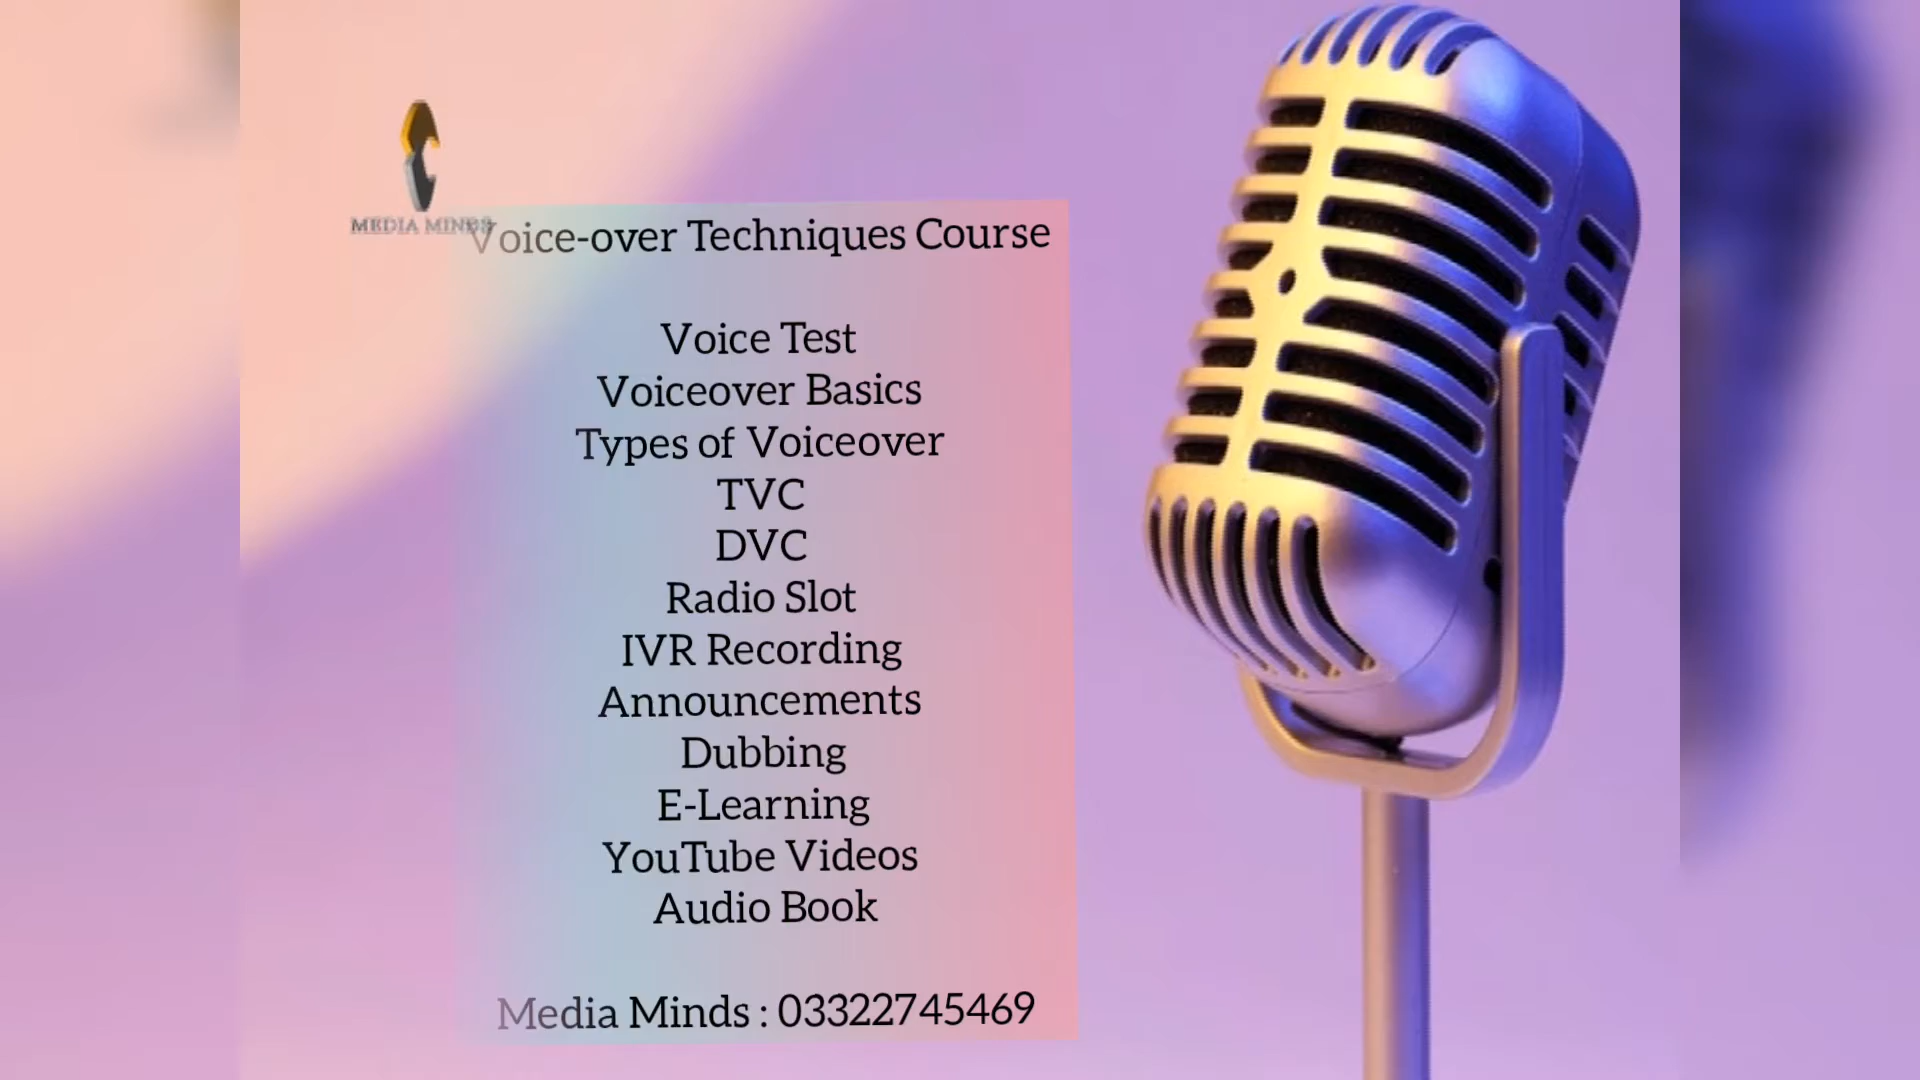 MEDIA MINDS
Voice-over Techniques Course
Voice Test
Voiceover Basics
Types of Voiceover
TVC
DVC
Radio Slot
IVR Recording
Announcements
Dubbing
E-Learning
YouTube Videos
Audio Book
Media Minds : 03322745469